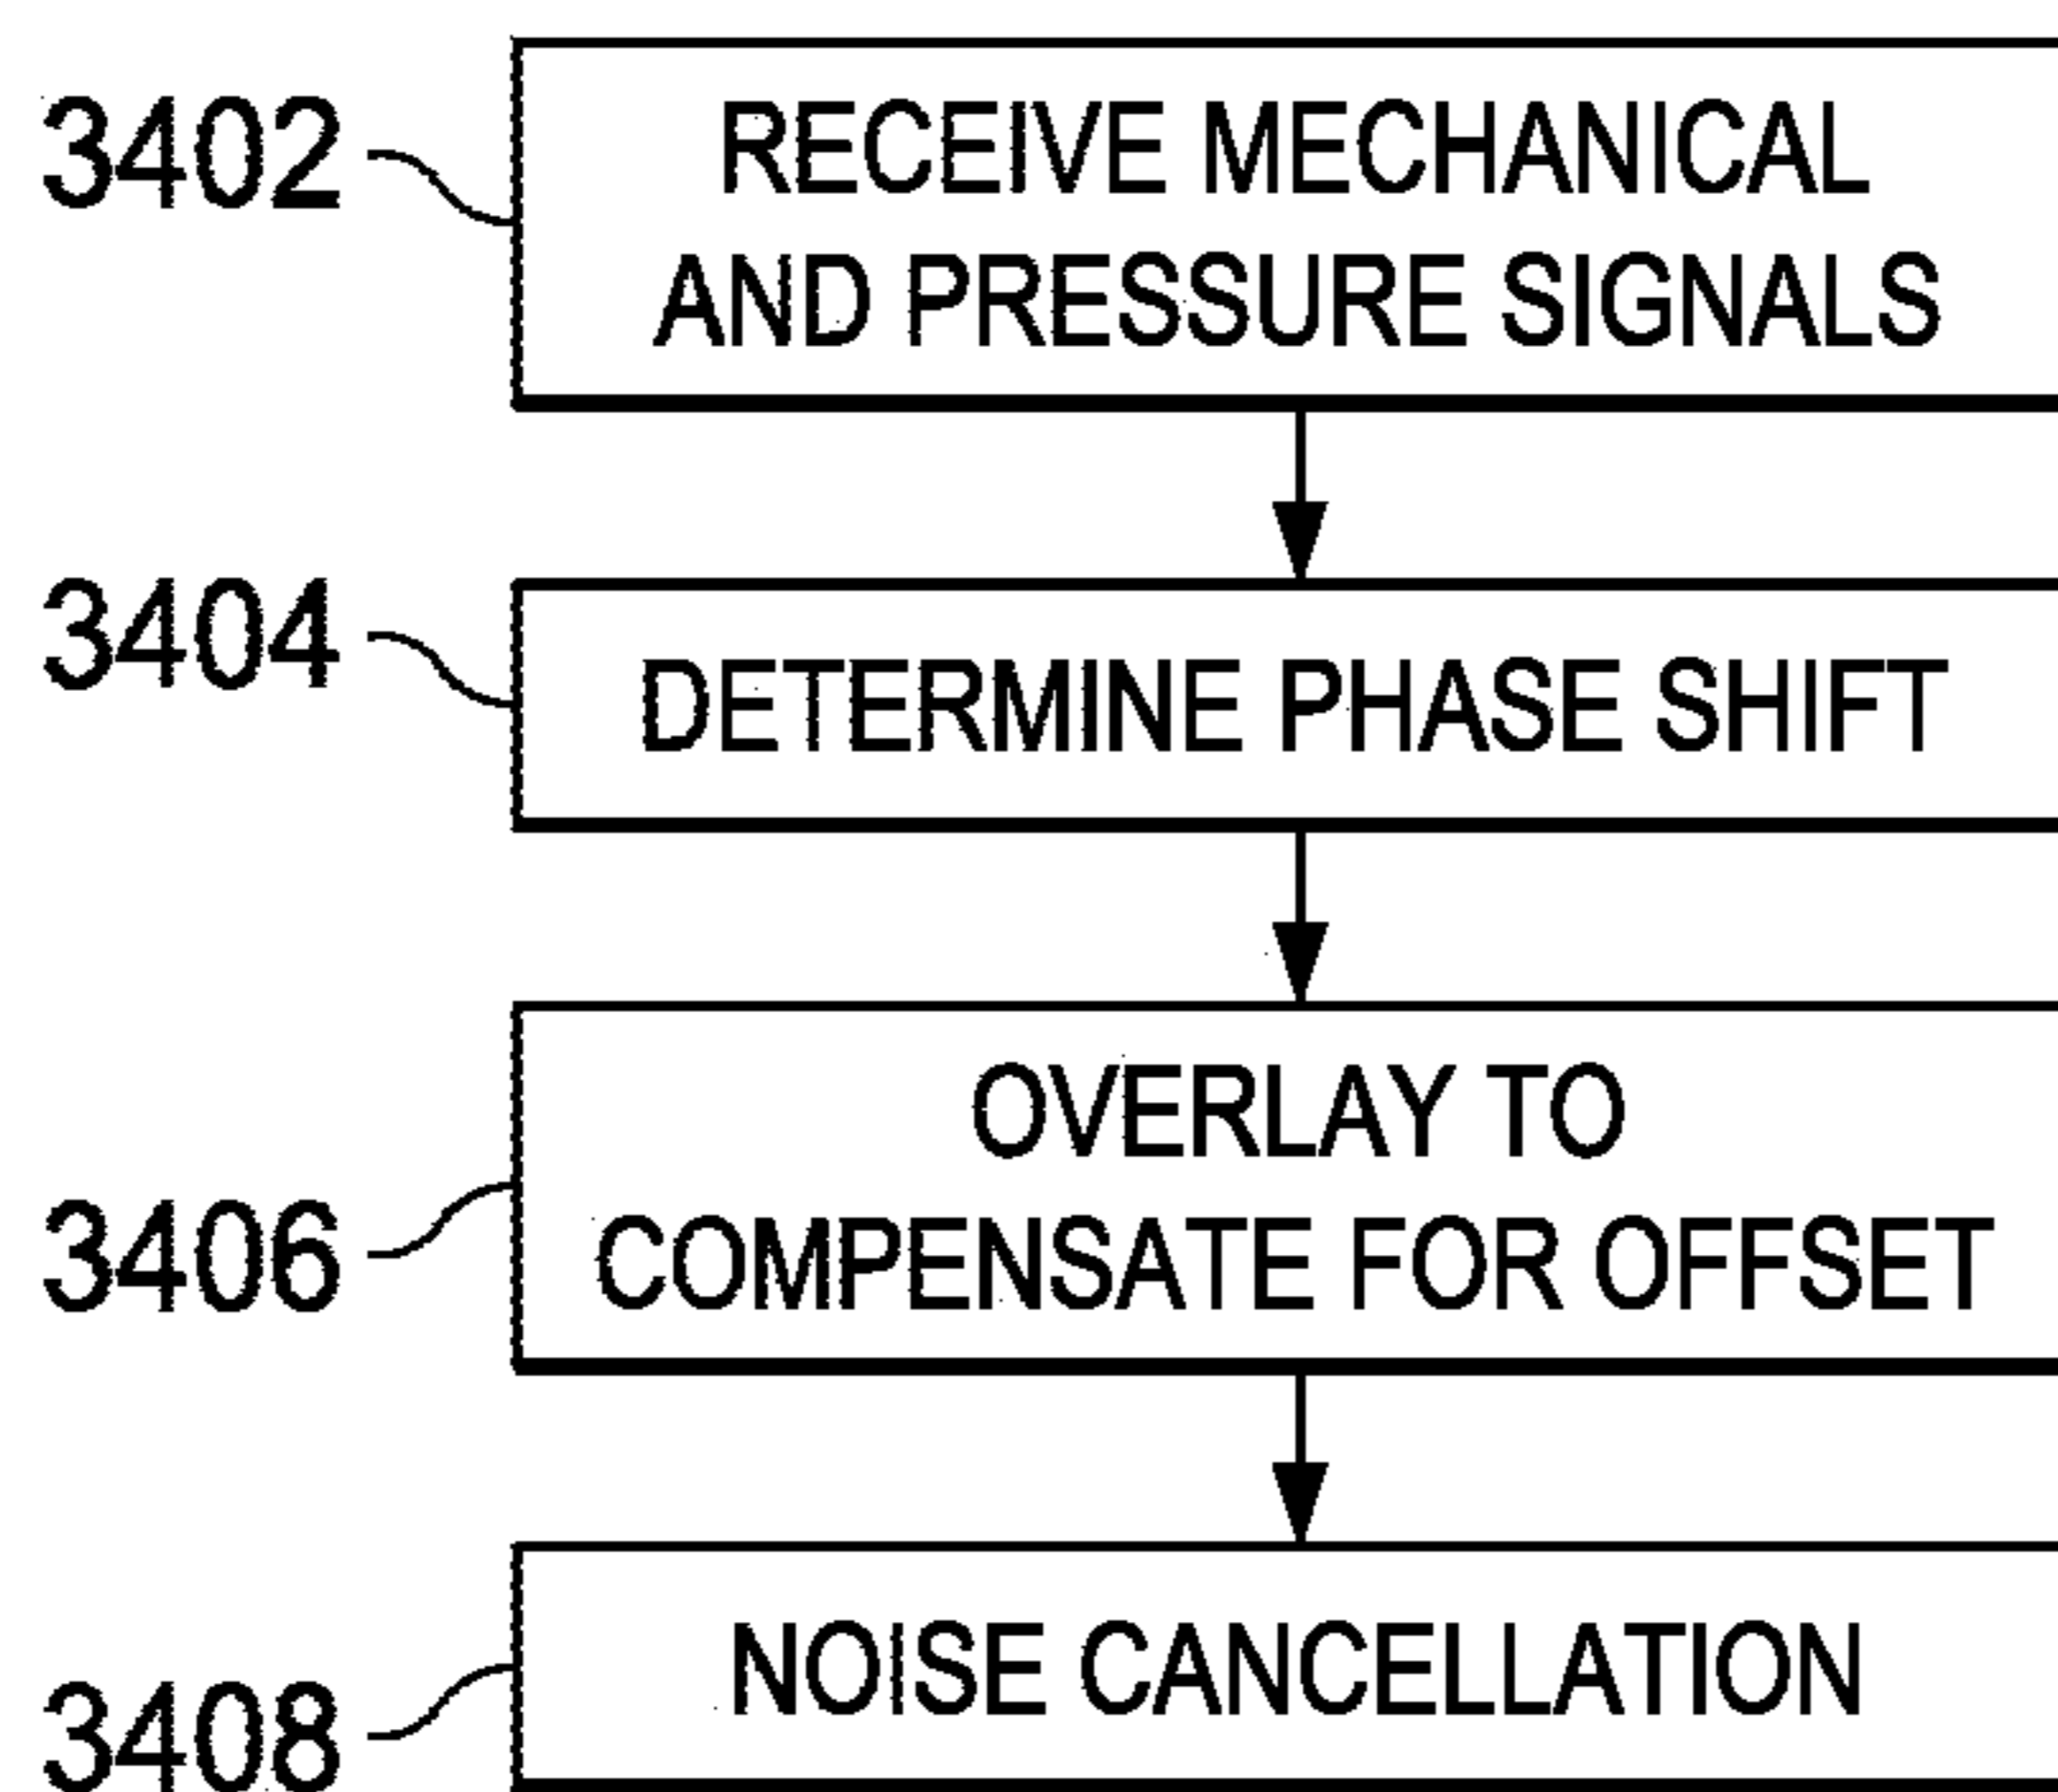 3402
RECEIVE MECHANICAL
AND PRESSURE SIGNALS
3404
DETERMINE PHASE SHIFT
OVERLAY TO
3406
COMPENSATE FOR OFFSET
NOISE CANCELLATION
3408